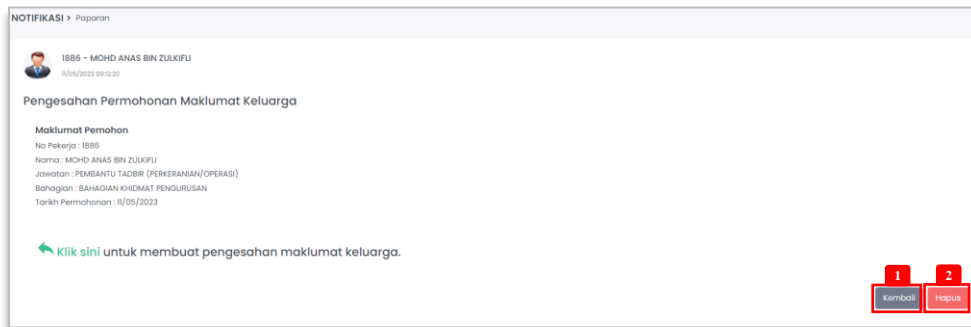 NOTIFIKASI > Paparan
1886 - MOHD ANAS BIN ZULKIFLI
11/05/2023 09:12:20
Pengesahan Permohonan Maklumat Keluarga
Maklumat Pemohon
No Pekerja : 1886
Nama : MOHD ANAS BIN ZULKIFLI
Jawatan : PEMBANTU TADBIR (PERKERANIAN/OPERASI)
Bahagian : BAHAGIAN KHIDMAT PENGURUSAN
Tarikh Permohonan : 11/05/2023
Klik sini untuk membuat pengesahan maklumat keluarga.
1 2
Kembali Hapus